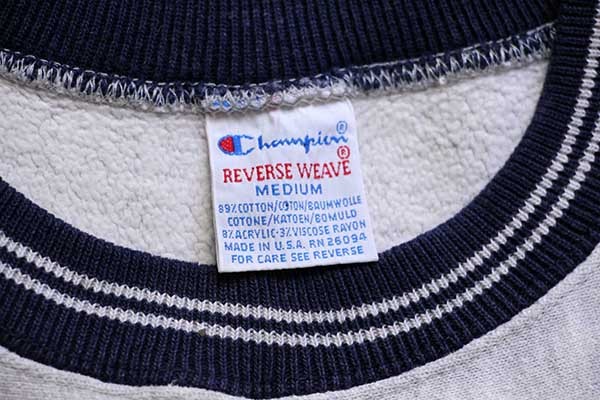 Champion®
REVERSE WEAVE®
MEDIUM
89% COTTON/COTON/BAUMWOLLE
COTONE/KATOEN/BOMULD
8% ACRYLIC-3% VISCOSE RAYON
MADE IN U.S.A. RN 26094
FOR CARE SEE REVERSE